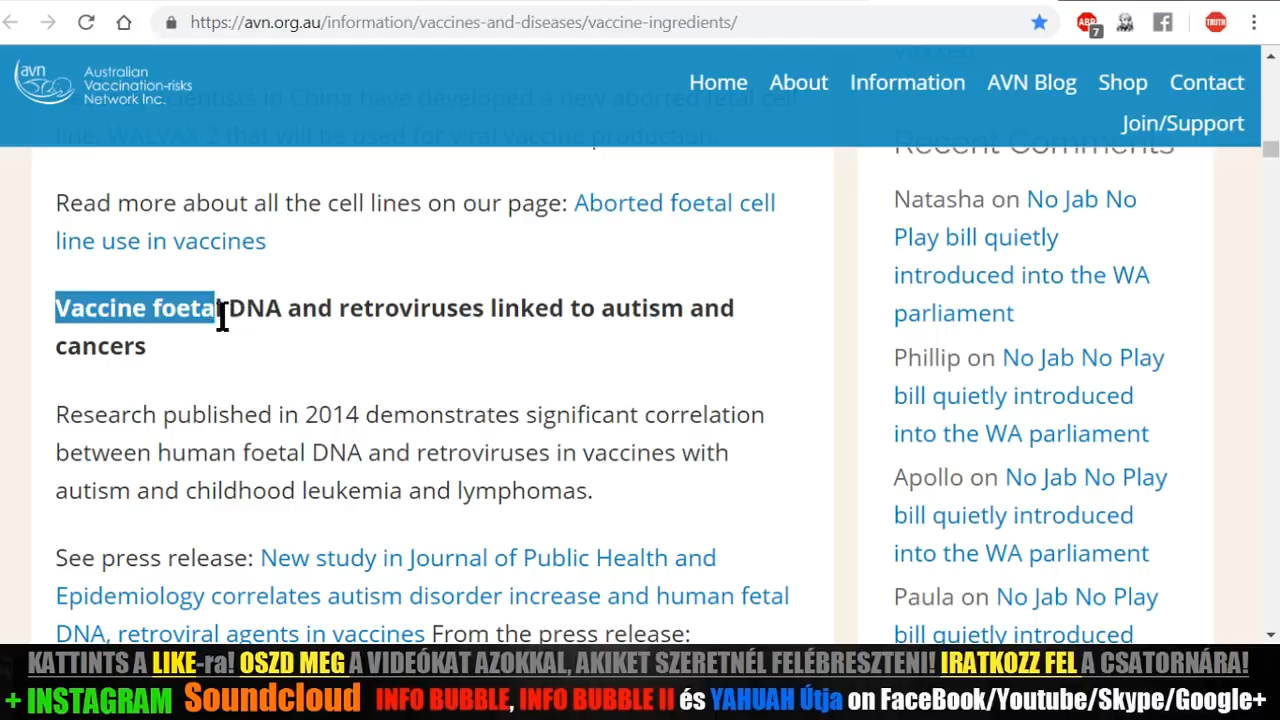 https://avn.org.au/information/vaccines-and-diseases/vaccine-ingredients/
ABP
7
TRUTH
avn
Australian
Vaccination-risks
Network Inc.
Home About Information AVN Blog Shop Contact
Join/Support
scientists in China have developed a new aborted fetal cell
line, WALVAX 2 that will be used for viral vaccine production.
Read more about all the cell lines on our page: Aborted foetal cell
line use in vaccines
Vaccine foetal DNA and retroviruses linked to autism and
cancers
Research published in 2014 demonstrates significant correlation
between human foetal DNA and retroviruses in vaccines with
autism and childhood leukemia and lymphomas.
See press release: New study in Journal of Public Health and
Epidemiology correlates autism disorder increase and human fetal
DNA, retroviral agents in vaccines From the press release:
Vaxxed
Recent Comments
Natasha on No Jab No
Play bill quietly
introduced into the WA
parliament
Phillip on No Jab No Play
bill quietly introduced
into the WA parliament
Apollo on No Jab No Play
bill quietly introduced
into the WA parliament
Paula on No Jab No Play
bill quietly introduced
KATTINTS A LIKE-ra! OSZD MEG A VIDEÓKAT AZOKKAL, AKIKET SZERETNÉL FELÉBRESZTENI! IRATKOZZ FEL A CSATORNÁRA!
+ INSTAGRAM Soundcloud INFO BUBBLE, INFO BUBBLE II és YAHUAH Útja on FaceBook/Youtube/Skype/Google+